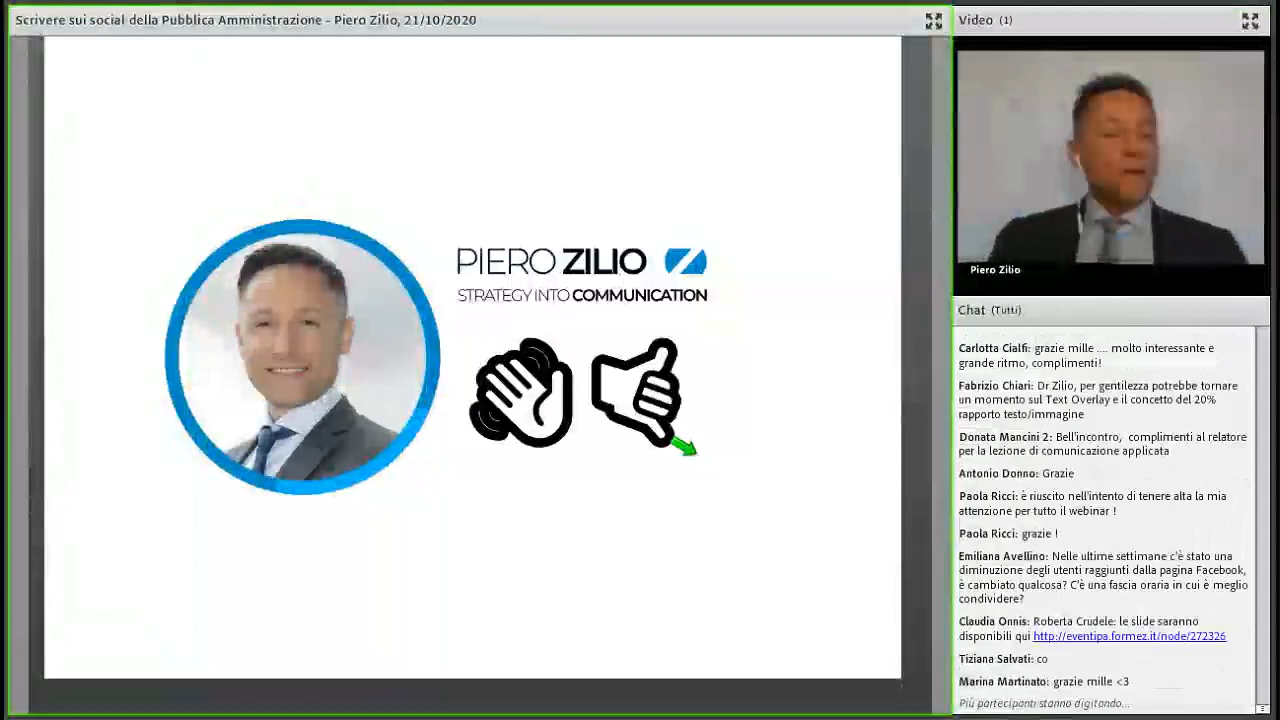 Scrivere sui social della Pubblica Amministrazione - Piero Zilio, 21/10/2020
PIERO ZILIO
STRATEGY INTO COMMUNICATION
Video (1)
Piero Zilio
Chat (Tutti)
Carlotta Cialfi: grazie mille .... molto interessante e
grande ritmo, complimenti!
Fabrizio Chiari: Dr Zilio, per gentilezza potrebbe tornare
un momento sul Text Overlay e il concetto del 20%
rapporto testo/immagine
Donata Mancini 2: Bell'incontro, complimenti al relatore
per la lezione di comunicazione applicata
Antonio Donno: Grazie
Paola Ricci: è riuscito nell'intento di tenere alta la mia
attenzione per tutto il webinar !
Paola Ricci: grazie !
Emiliana Avellino: Nelle ultime settimane c'è stato una
diminuzione degli utenti raggiunti dalla pagina Facebook,
è cambiato qualcosa? C'è una fascia oraria in cui è meglio
condividere?
Claudia Onnis: Roberta Crudele: le slide saranno
disponibili qui http://eventipa.formez.it/node/272326
Tiziana Salvati: co
Marina Martinato: grazie mille <3
Più partecipanti stanno digitando...